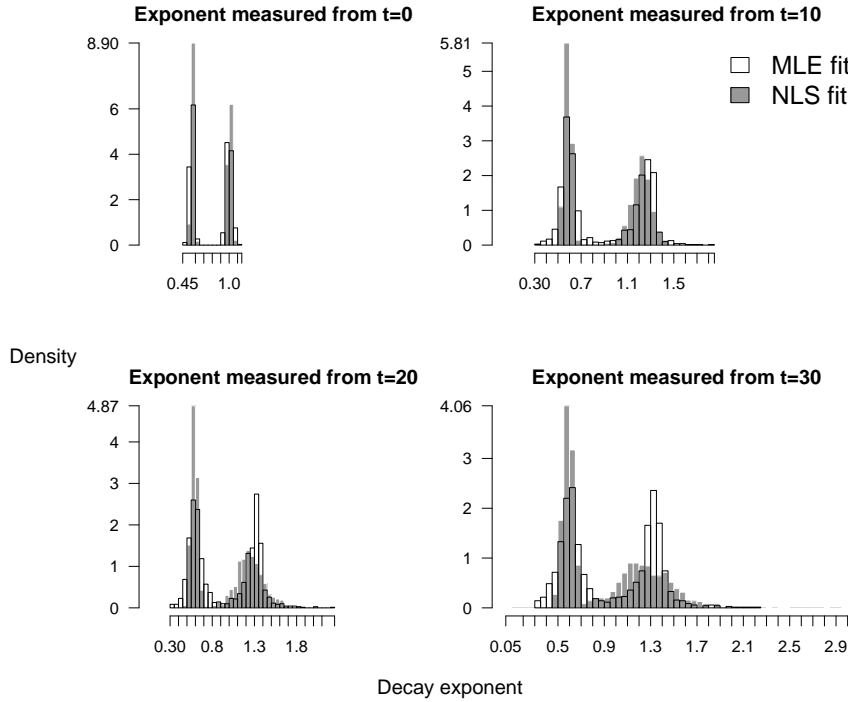 Exponent measured from t=0
8.90
6
4
2
0
0.45 1.0
Exponent measured from t=10
5.81
5
4
3
2
1
0
0.30 0.7 1.1 1.5
MLE fit
NLS fit
Density
Exponent measured from t=20
4.87
4
3
2
1
0
0.30 0.8 1.3 1.8
Exponent measured from t=30
4.06
3
2
1
0
0.05 0.5 0.9 1.3 1.7 2.1 2.5 2.9
Decay exponent